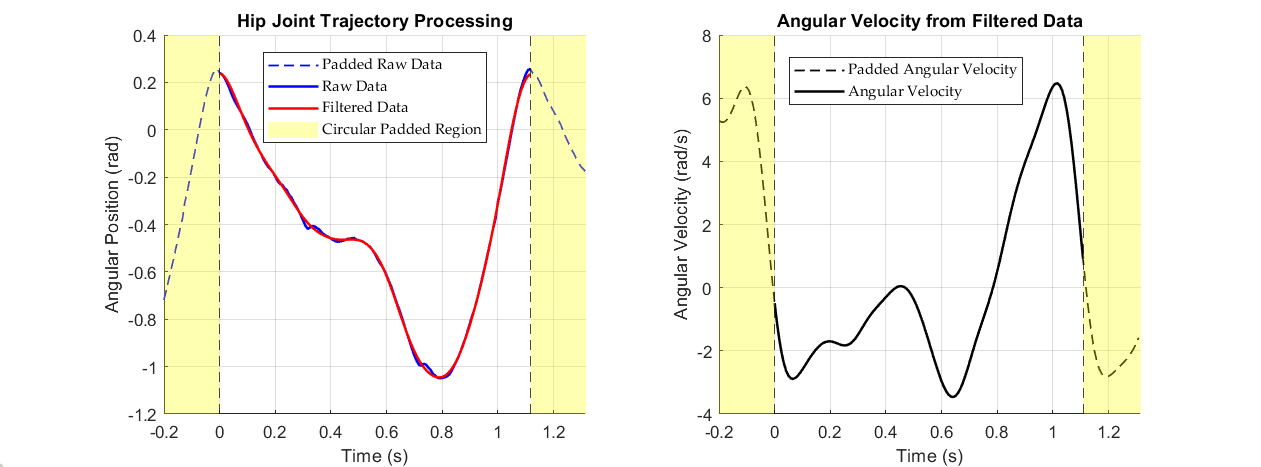 Hip Joint Trajectory Processing
0.4
0.2
0
-0.2
-0.4
-0.6
-0.8
-1
-1.2
Angular Position (rad)
Padded Raw Data
Raw Data
Filtered Data
Circular Padded Region
-0.2 0 0.2 0.4 0.6 0.8 1 1.2
Time (s)
Angular Velocity from Filtered Data
8
6
4
2
0
-2
-4
Angular Velocity (rad/s)
Padded Angular Velocity
Angular Velocity
-0.2 0 0.2 0.4 0.6 0.8 1 1.2
Time (s)